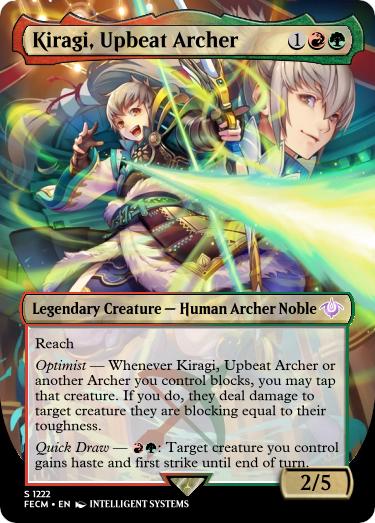 Kiragi, Upbeat Archer 1
Legendary Creature — Human Archer Noble
Reach
Optimist — Whenever Kiragi, Upbeat Archer or
another Archer you control blocks, you may tap
that creature. If you do, they deal damage to
target creature they are blocking equal to their
toughness.
Quick Draw — : Target creature you control
gains haste and first strike until end of turn.
2/5
S 1222
FECM • EN INTELLIGENT SYSTEMS